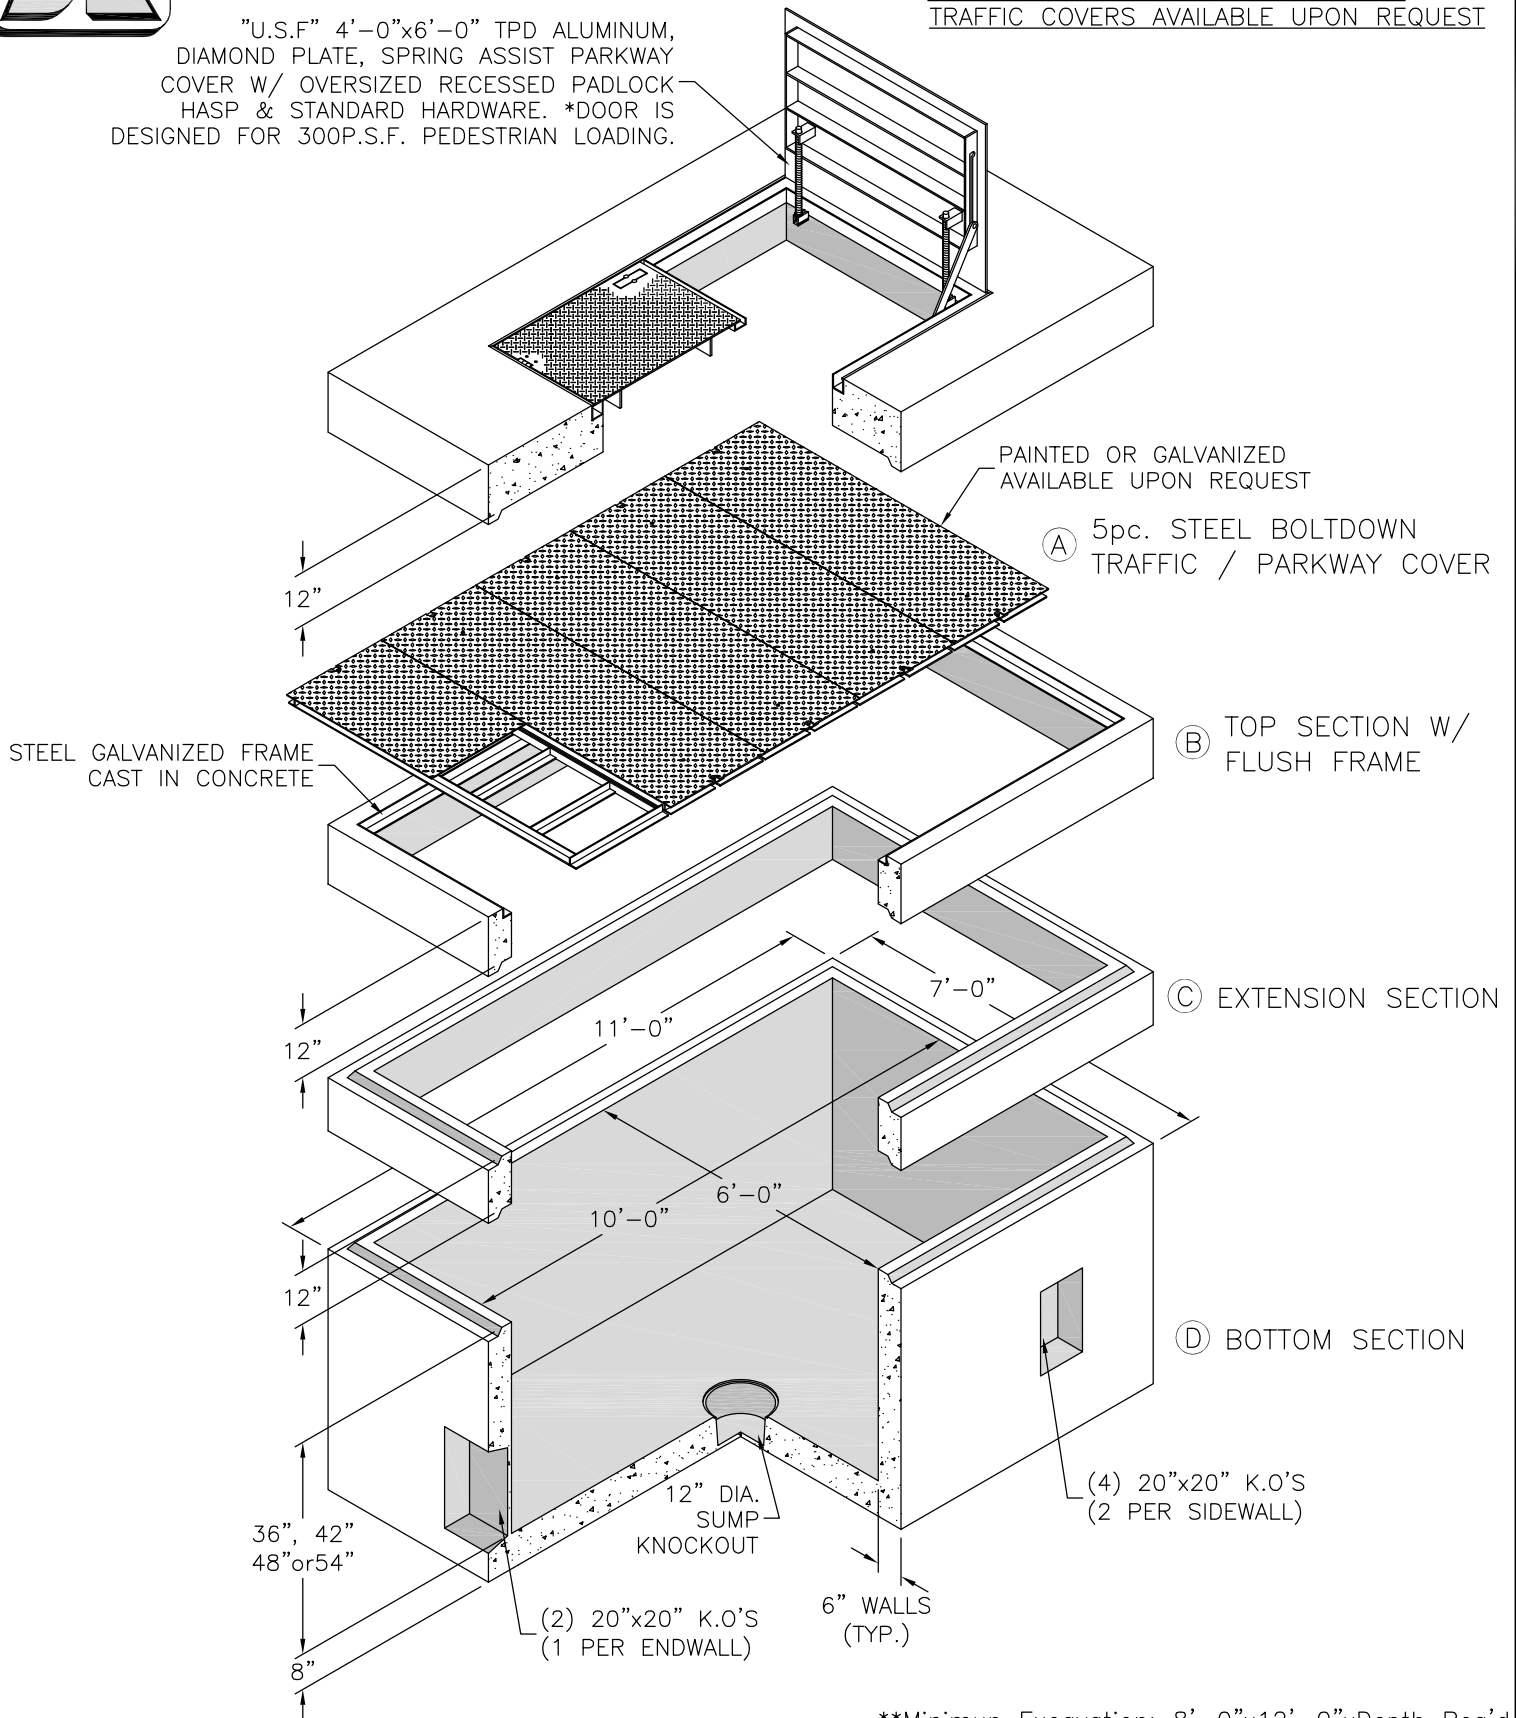 TRAFFIC COVERS AVAILABLE UPON REQUEST
"U.S.F" 4'-0"x6'-0" TPD ALUMINUM,
DIAMOND PLATE, SPRING ASSIST PARKWAY
COVER W/ OVERSIZED RECESSED PADLOCK
HASP & STANDARD HARDWARE. *DOOR IS
DESIGNED FOR 300P.S.F. PEDESTRIAN LOADING.
PAINTED OR GALVANIZED
AVAILABLE UPON REQUEST
A 5pc. STEEL BOLTDOWN
TRAFFIC / PARKWAY COVER
12"
B TOP SECTION W/
FLUSH FRAME
STEEL GALVANIZED FRAME
CAST IN CONCRETE
7'-0"
C EXTENSION SECTION
11'-0"
12"
6'-0"
10'-0"
12"
D BOTTOM SECTION
(4) 20"x20" K.O'S
(2 PER SIDEWALL)
12" DIA.
SUMP
KNOCKOUT
36", 42"
48"or54"
6" WALLS
(TYP.)
(2) 20"x20" K.O'S
(1 PER ENDWALL)
8"